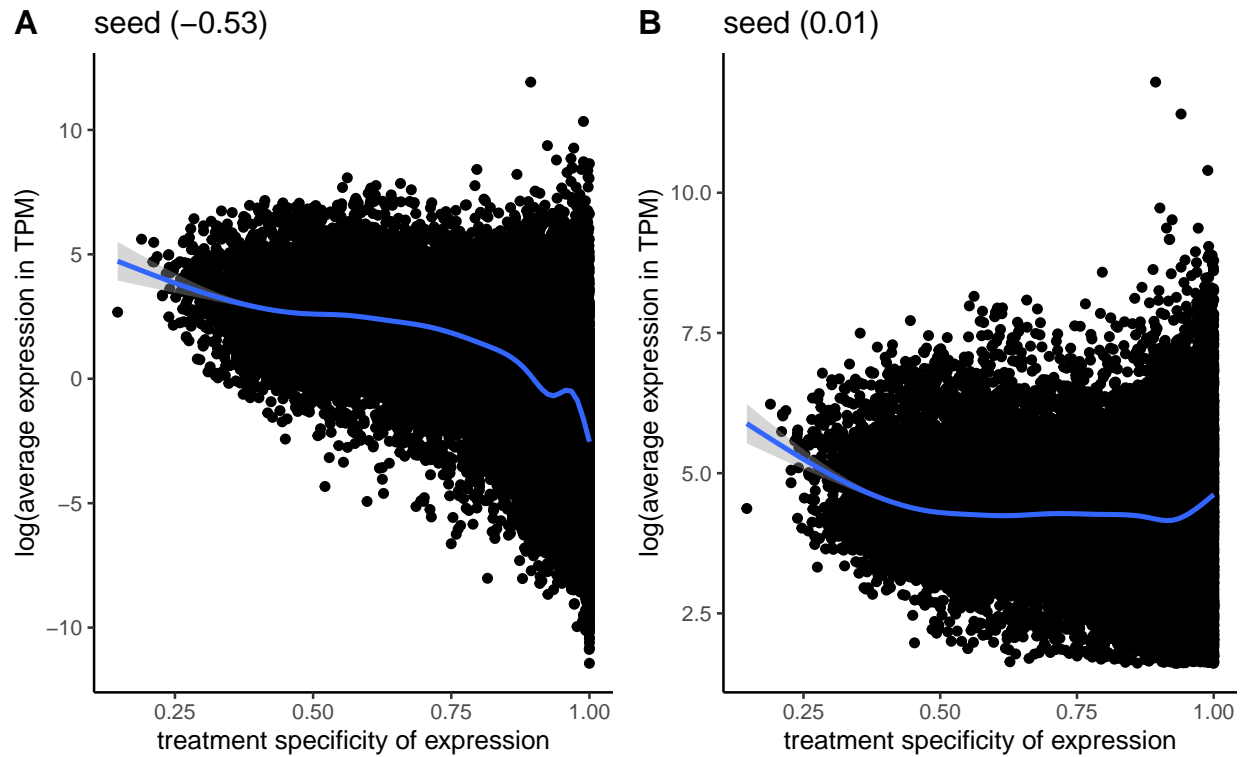 A seed (−0.53)
log(average expression in TPM)
10
5
0
−5
−10
0.25 0.50 0.75 1.00
treatment specificity of expression
B seed (0.01)
log(average expression in TPM)
10.0
7.5
5.0
2.5
0.25 0.50 0.75 1.00
treatment specificity of expression